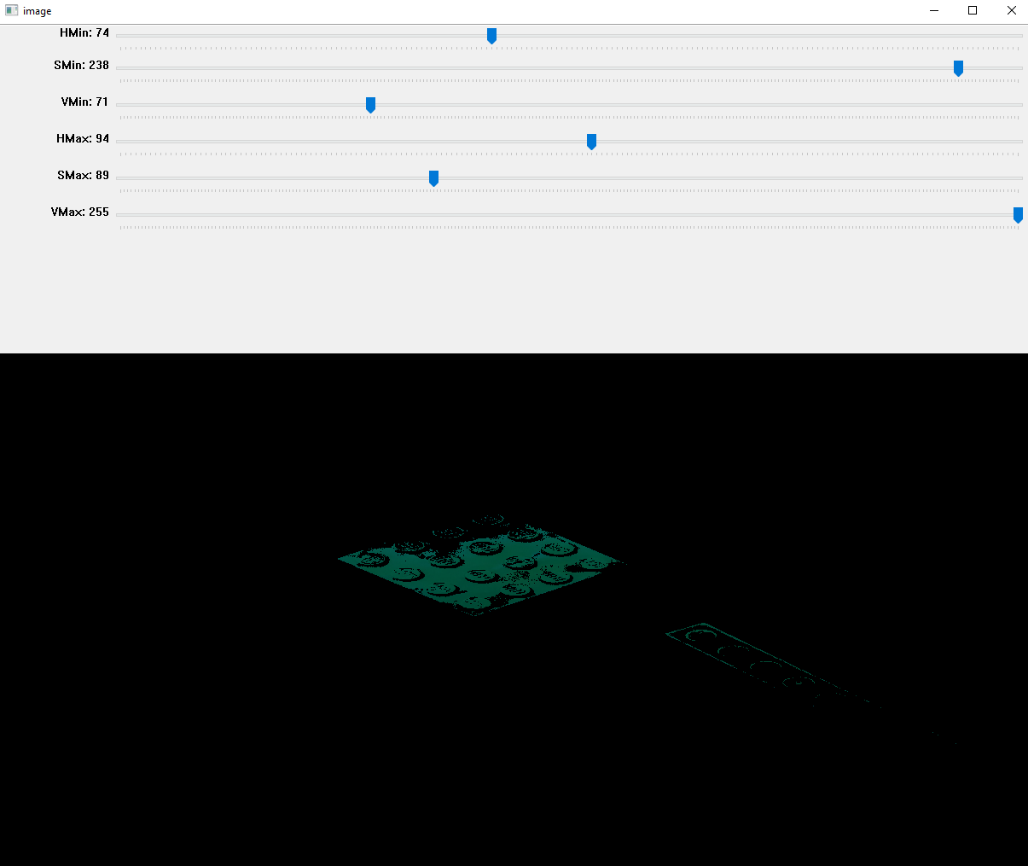 image
HMin: 74
SMin: 238
VMin: 71
HMax: 94
SMax: 89
VMax: 255